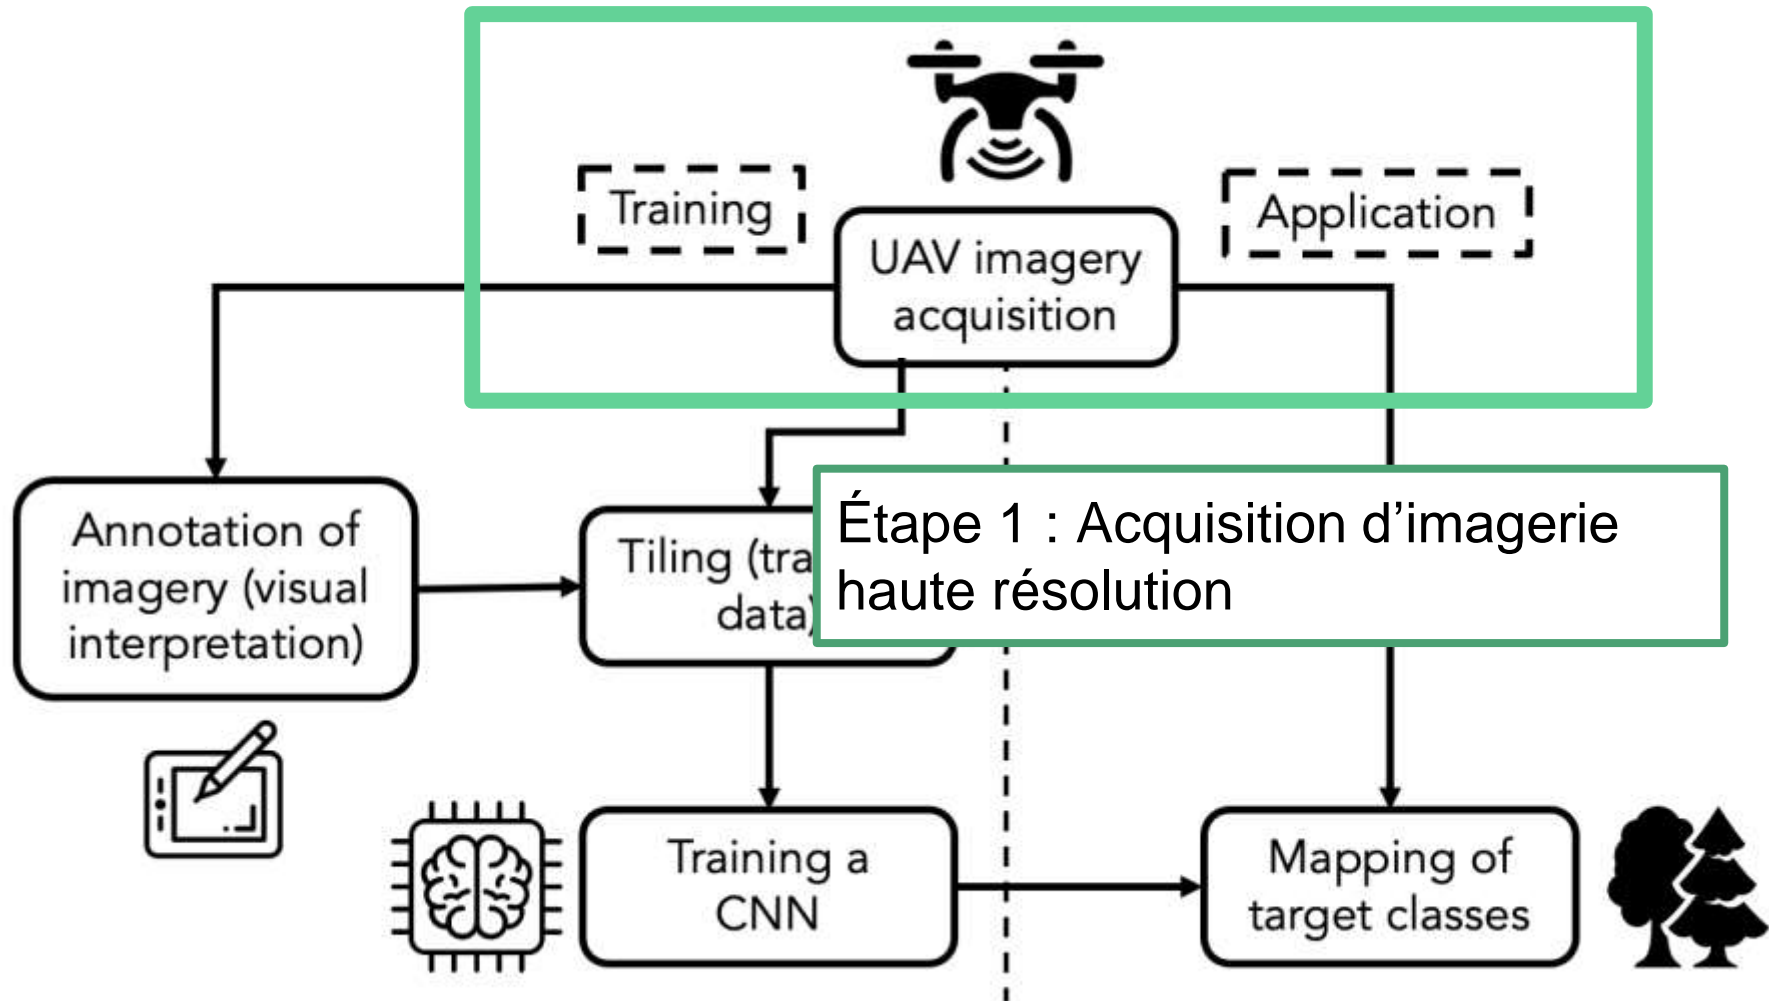 Training
Application
UAV imagery
acquisition
Annotation of
imagery (visual
interpretation)
Tiling (tra
data)
Étape 1 : Acquisition d’imagerie
haute résolution
Training a
CNN
Mapping of
target classes